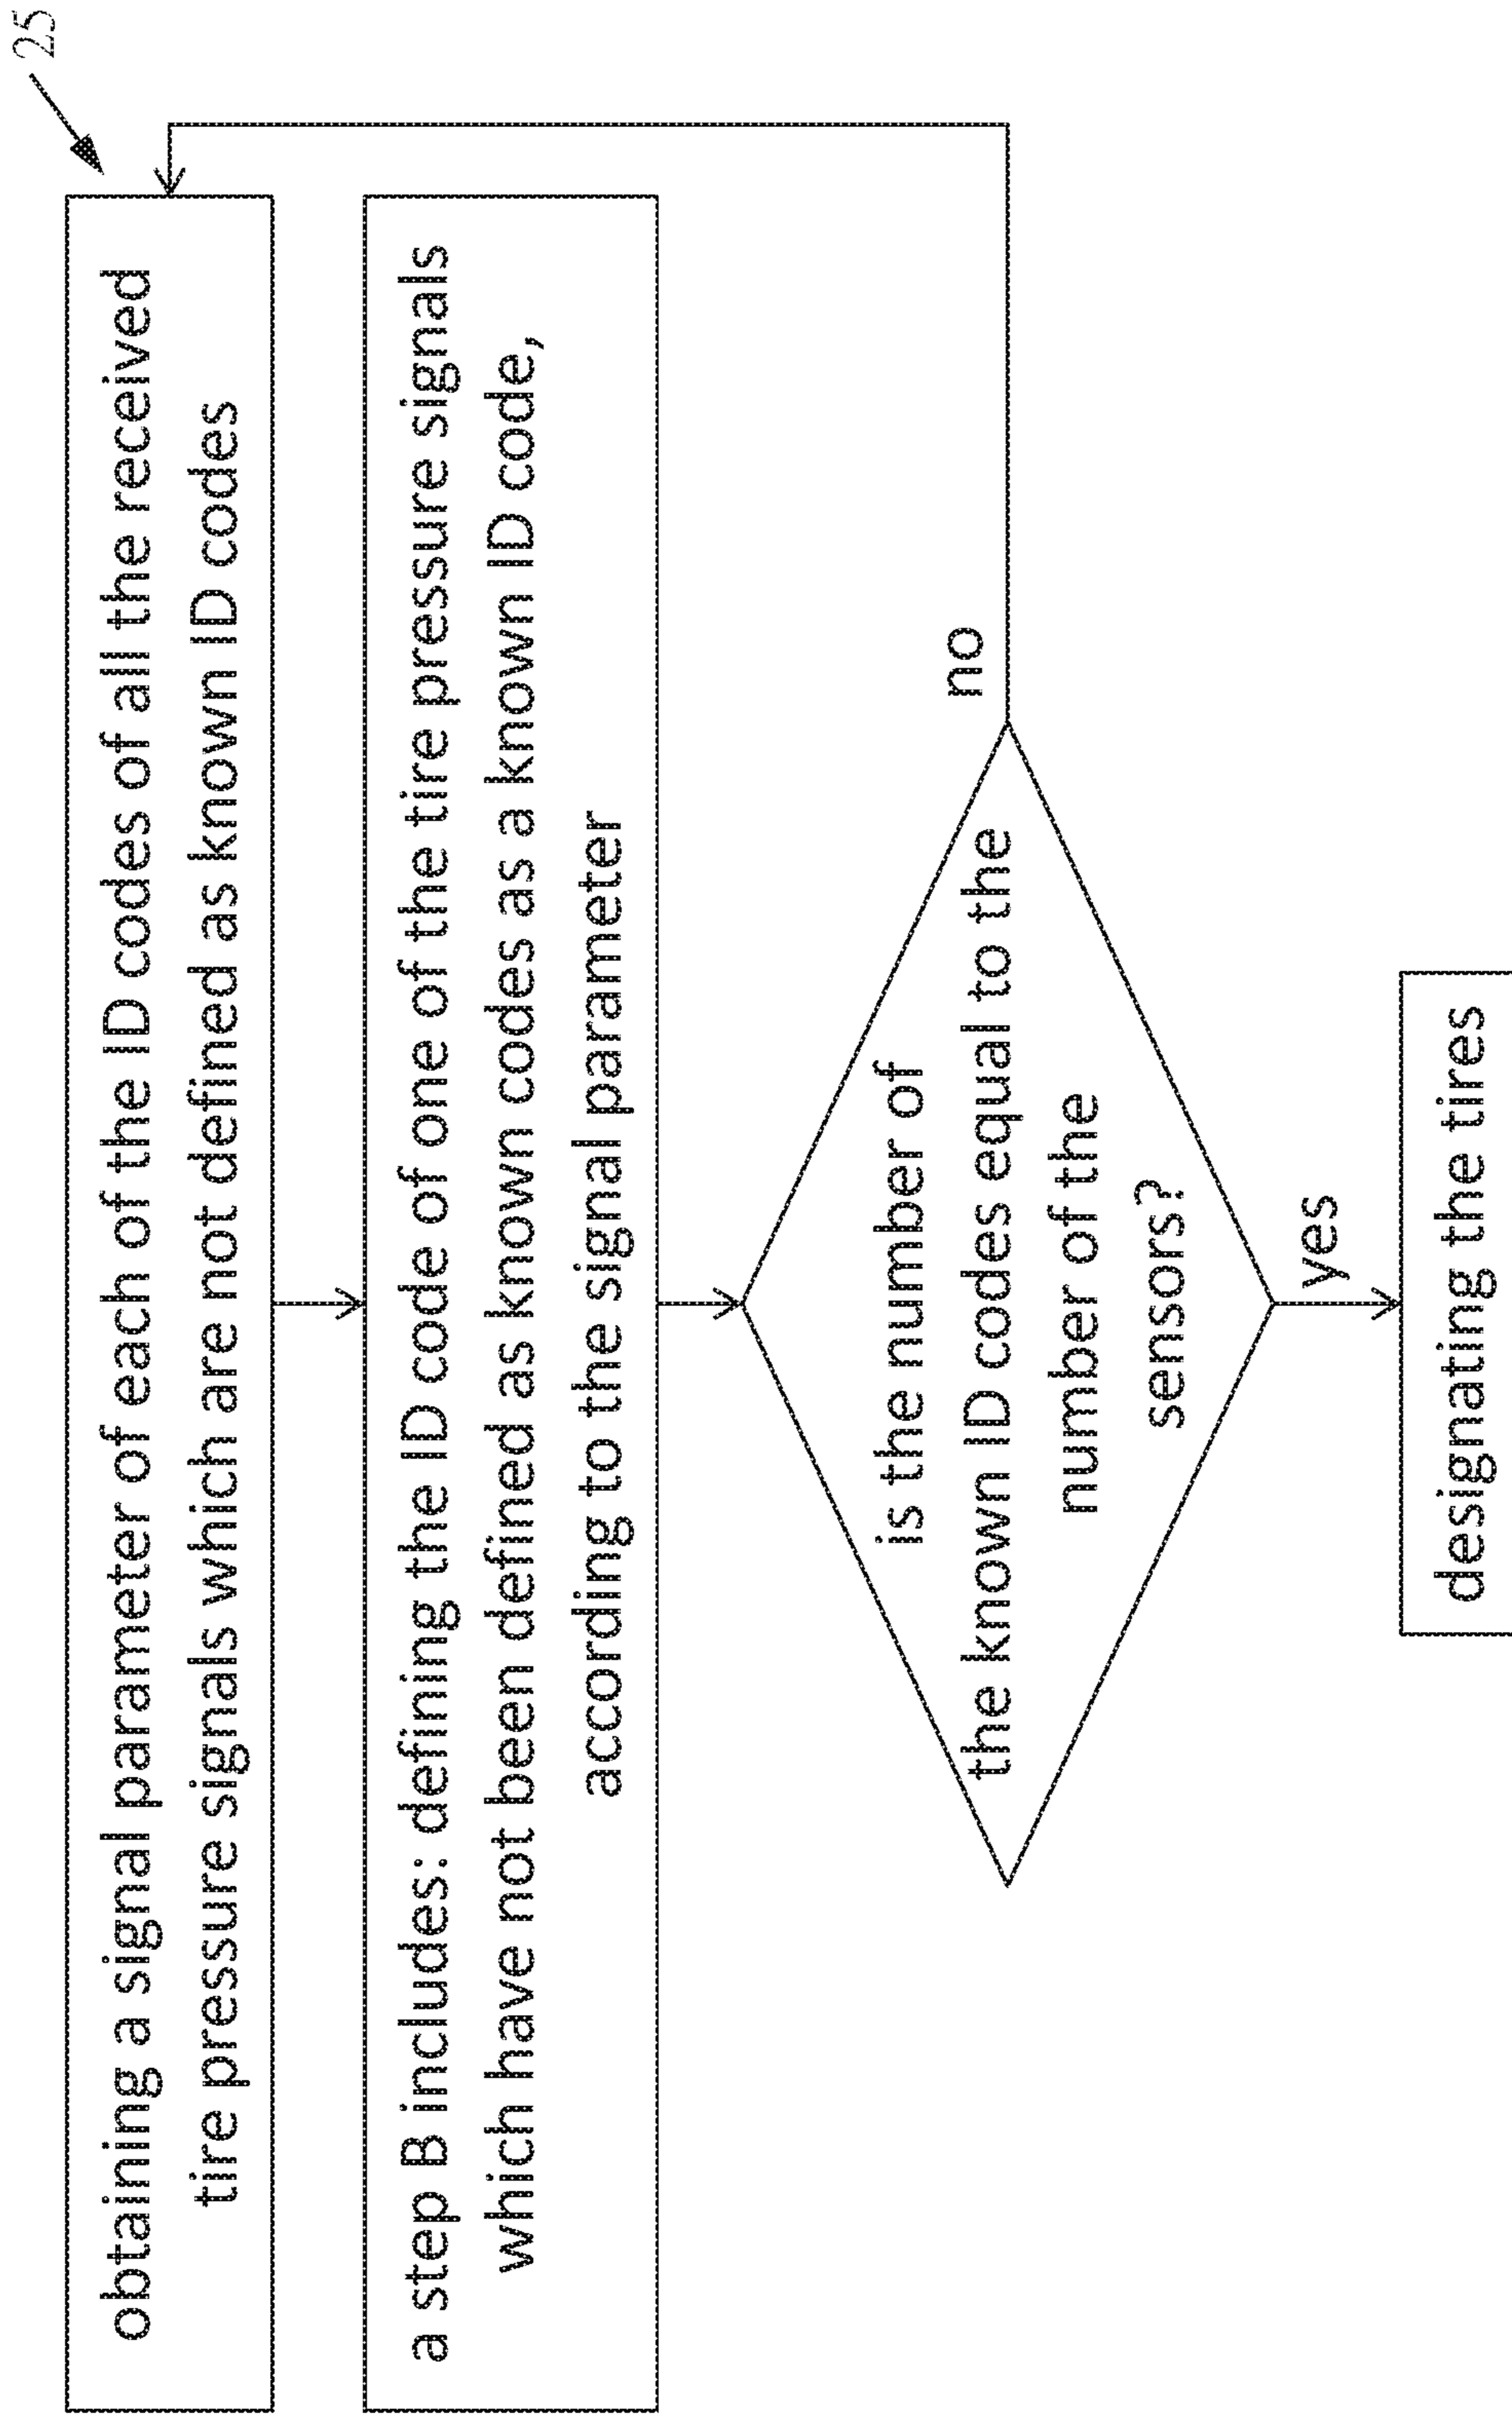 25
obtaining a signal parameter of each of the ID codes of all the received
tire pressure signals which are not defined as known ID codes
a step B includes: defining the ID code of one of the tire pressure signals
which have not been defined as known codes as a known ID code,
according to the signal parameter
is the number of
the known ID codes equal to the
number of the
sensors?
no
yes
designating the tires